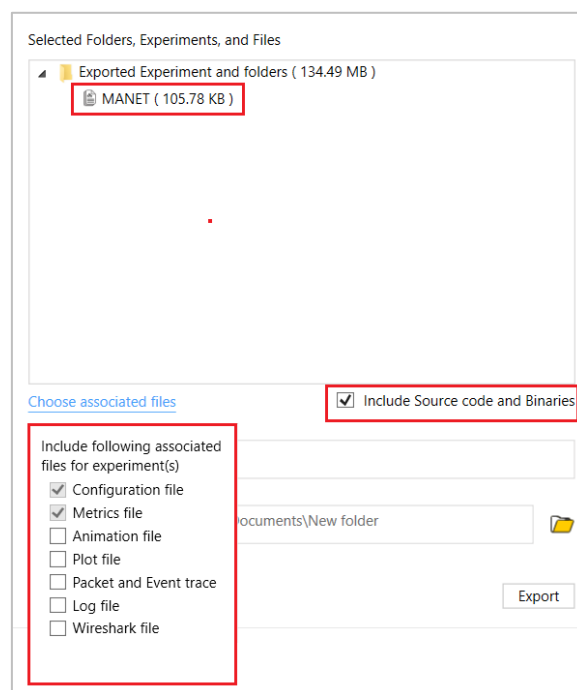 Selected Folders, Experiments, and Files
Exported Experiment and folders ( 134.49 MB )
MANET ( 105.78 KB )
Choose associated files
Include Source code and Binaries
Include following associated
files for experiment(s)
Configuration file
Metrics file
ocuments\New folder
Animation file
Plot file
Packet and Event trace
Export
Log file
Wireshark file